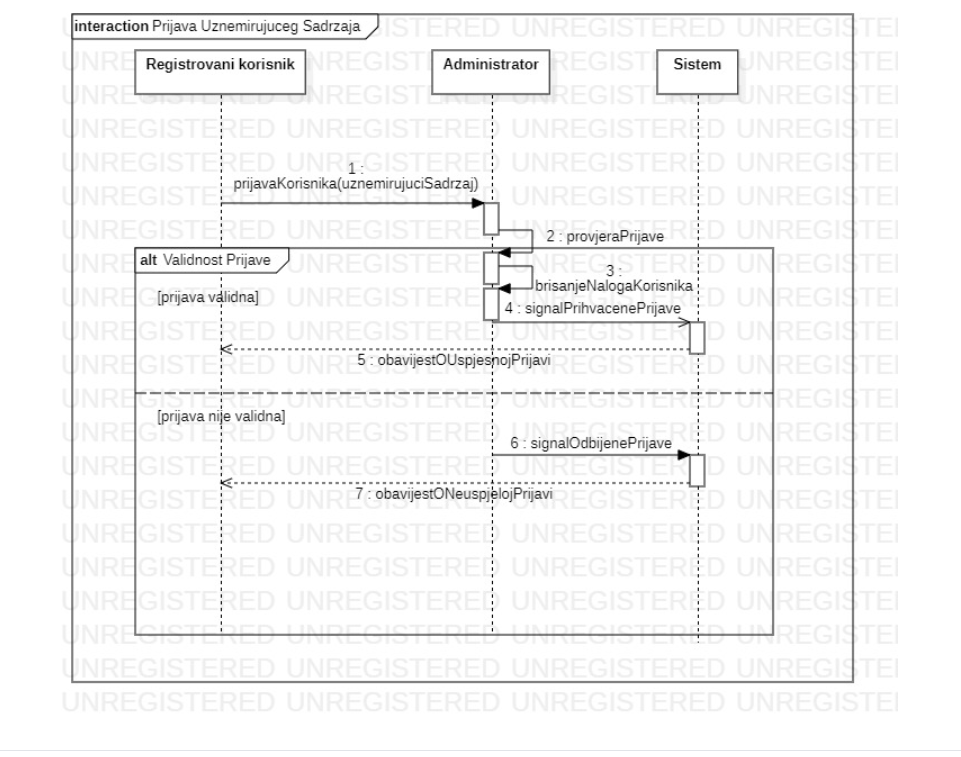 interaction Prijava Uznemirujuceg Sadrzaja
Registrovani korisnik
Administrator
Sistem
1 :
prijavaKorisnika(uznemirujuciSadrzaj)
2 : provjeraPrijave
alt Validnost Prijave
3 :
brisanjeNalogaKorisnika
[prijava validna]
4 : signalPrihvacenePrijave
5 : obavijestOUspjesnojPrijavi
[prijava nije validna]
6 : signalOdbijenePrijave
7 : obavijestONeuspjelojPrijavi
UNREGISTERED UNREGISTERED UNREGISTERED UNREGISTE